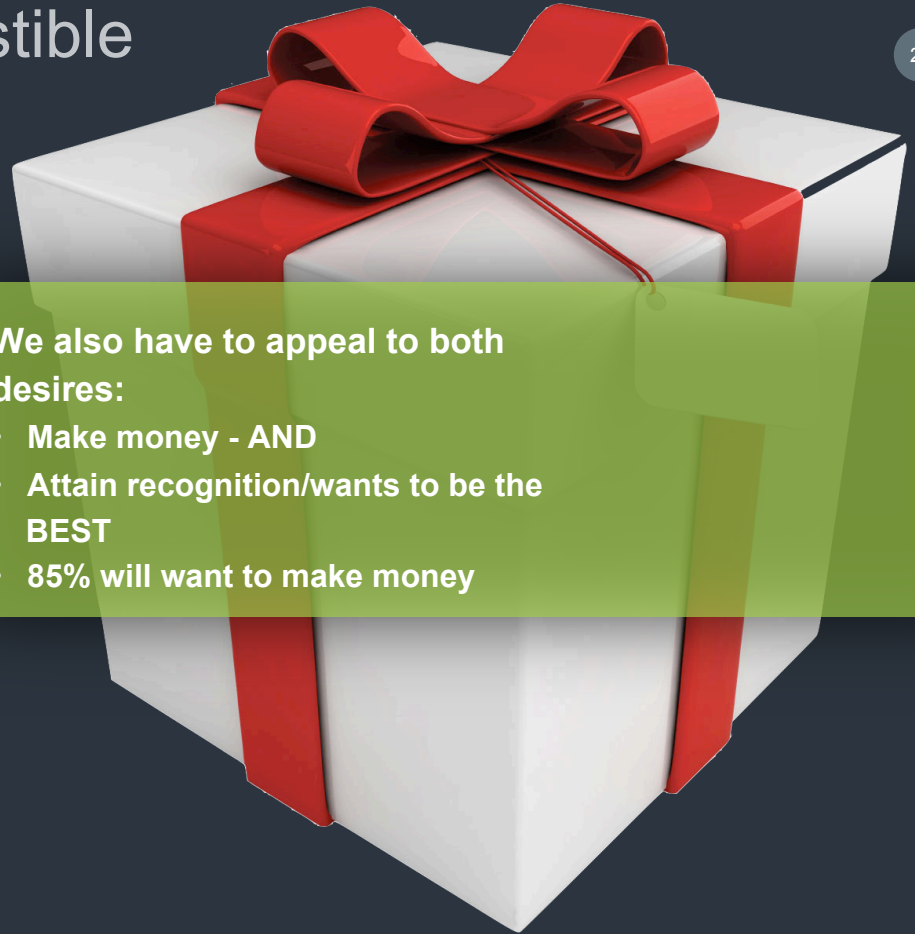 stible
2
We also have to appeal to both
desires:
• Make money - AND
• Attain recognition/wants to be the
BEST
• 85% will want to make money